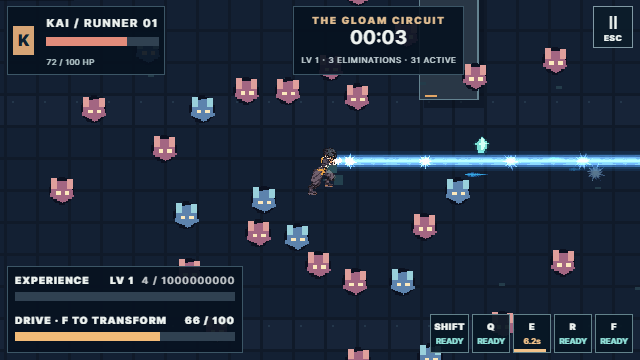 K
KAI / RUNNER 01
72 / 100 HP
THE GLOAM CIRCUIT
00:03
LV 1 · 3 ELIMINATIONS · 31 ACTIVE
ESC
EXPERIENCE LV 1 4 / 1000000000
DRIVE · F TO TRANSFORM 66 / 100
SHIFT READY
Q READY
E 6.2s
R READY
F READY